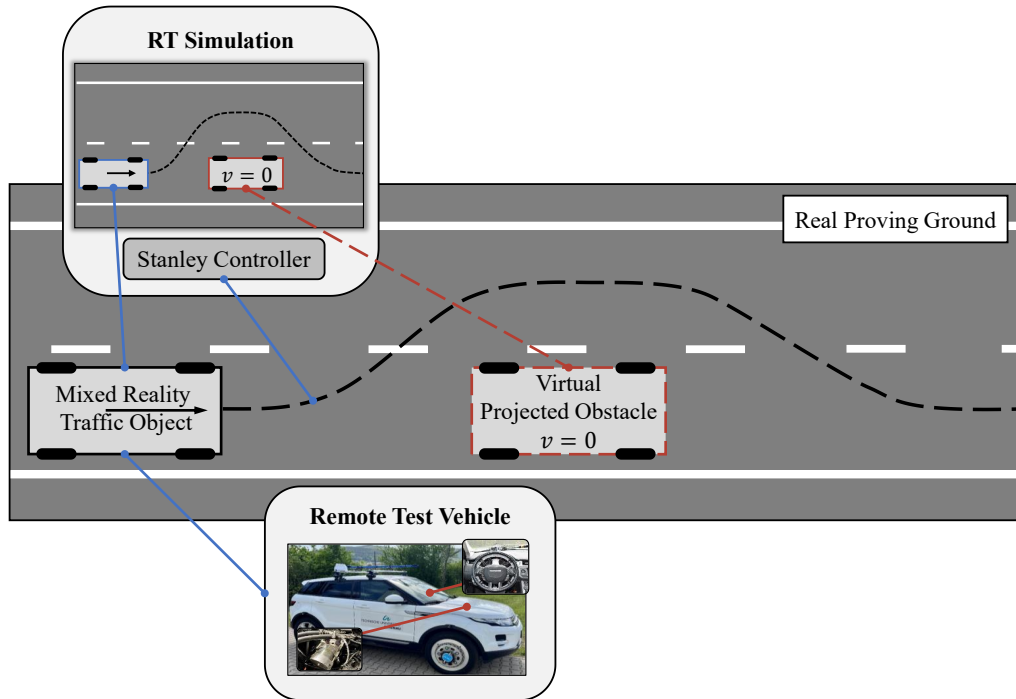 RT Simulation
v = 0
Stanley Controller
Real Proving Ground
Mixed Reality
Traffic Object
Virtual
Projected Obstacle
v = 0
Remote Test Vehicle